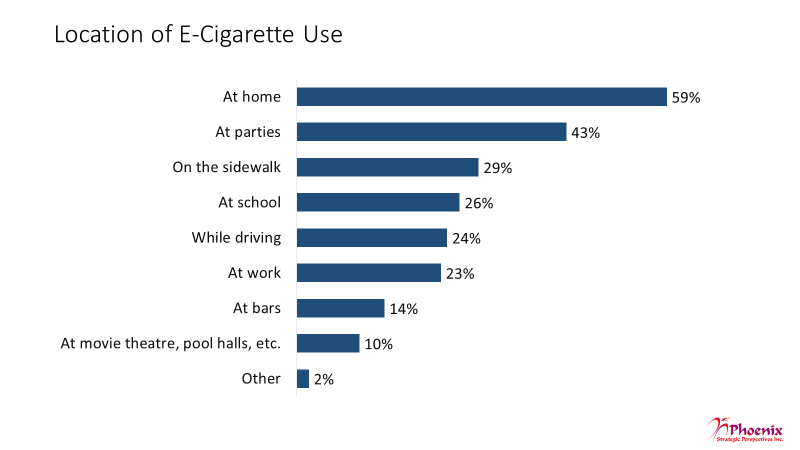 Location of E-Cigarette Use
At home 59%
At parties 43%
On the sidewalk 29%
At school 26%
While driving 24%
At work 23%
At bars 14%
At movie theatre, pool halls, etc. 10%
Other 2%
Phoenix
Strategic Perspectives Inc.